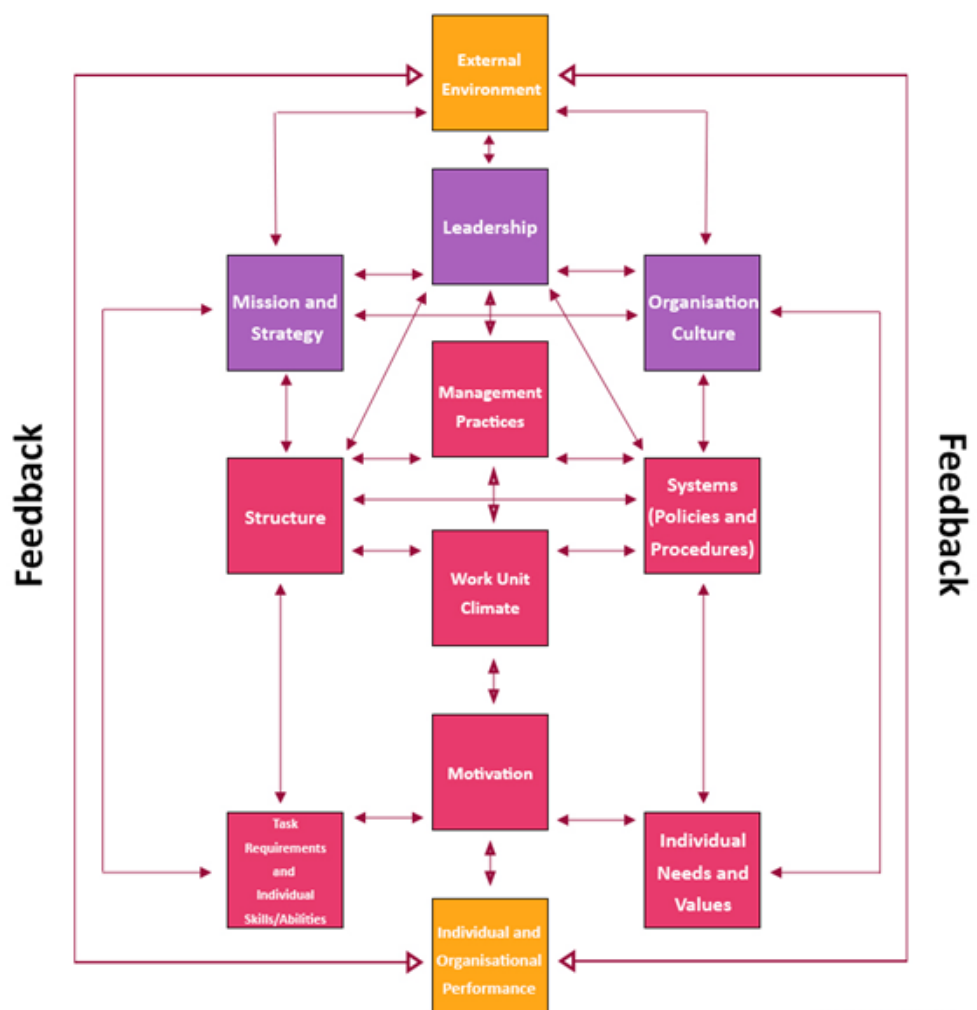 External
Environment
Leadership
Mission and
Strategy
Organisation
Culture
Management
Practices
Feedback
Feedback
Structure
Systems
(Policies and
Procedures)
Work Unit
Climate
Motivation
Task
Requirements
and
Individual
Skills/Abilities
Individual
Needs and
Values
Individual and
Organisational
Performance